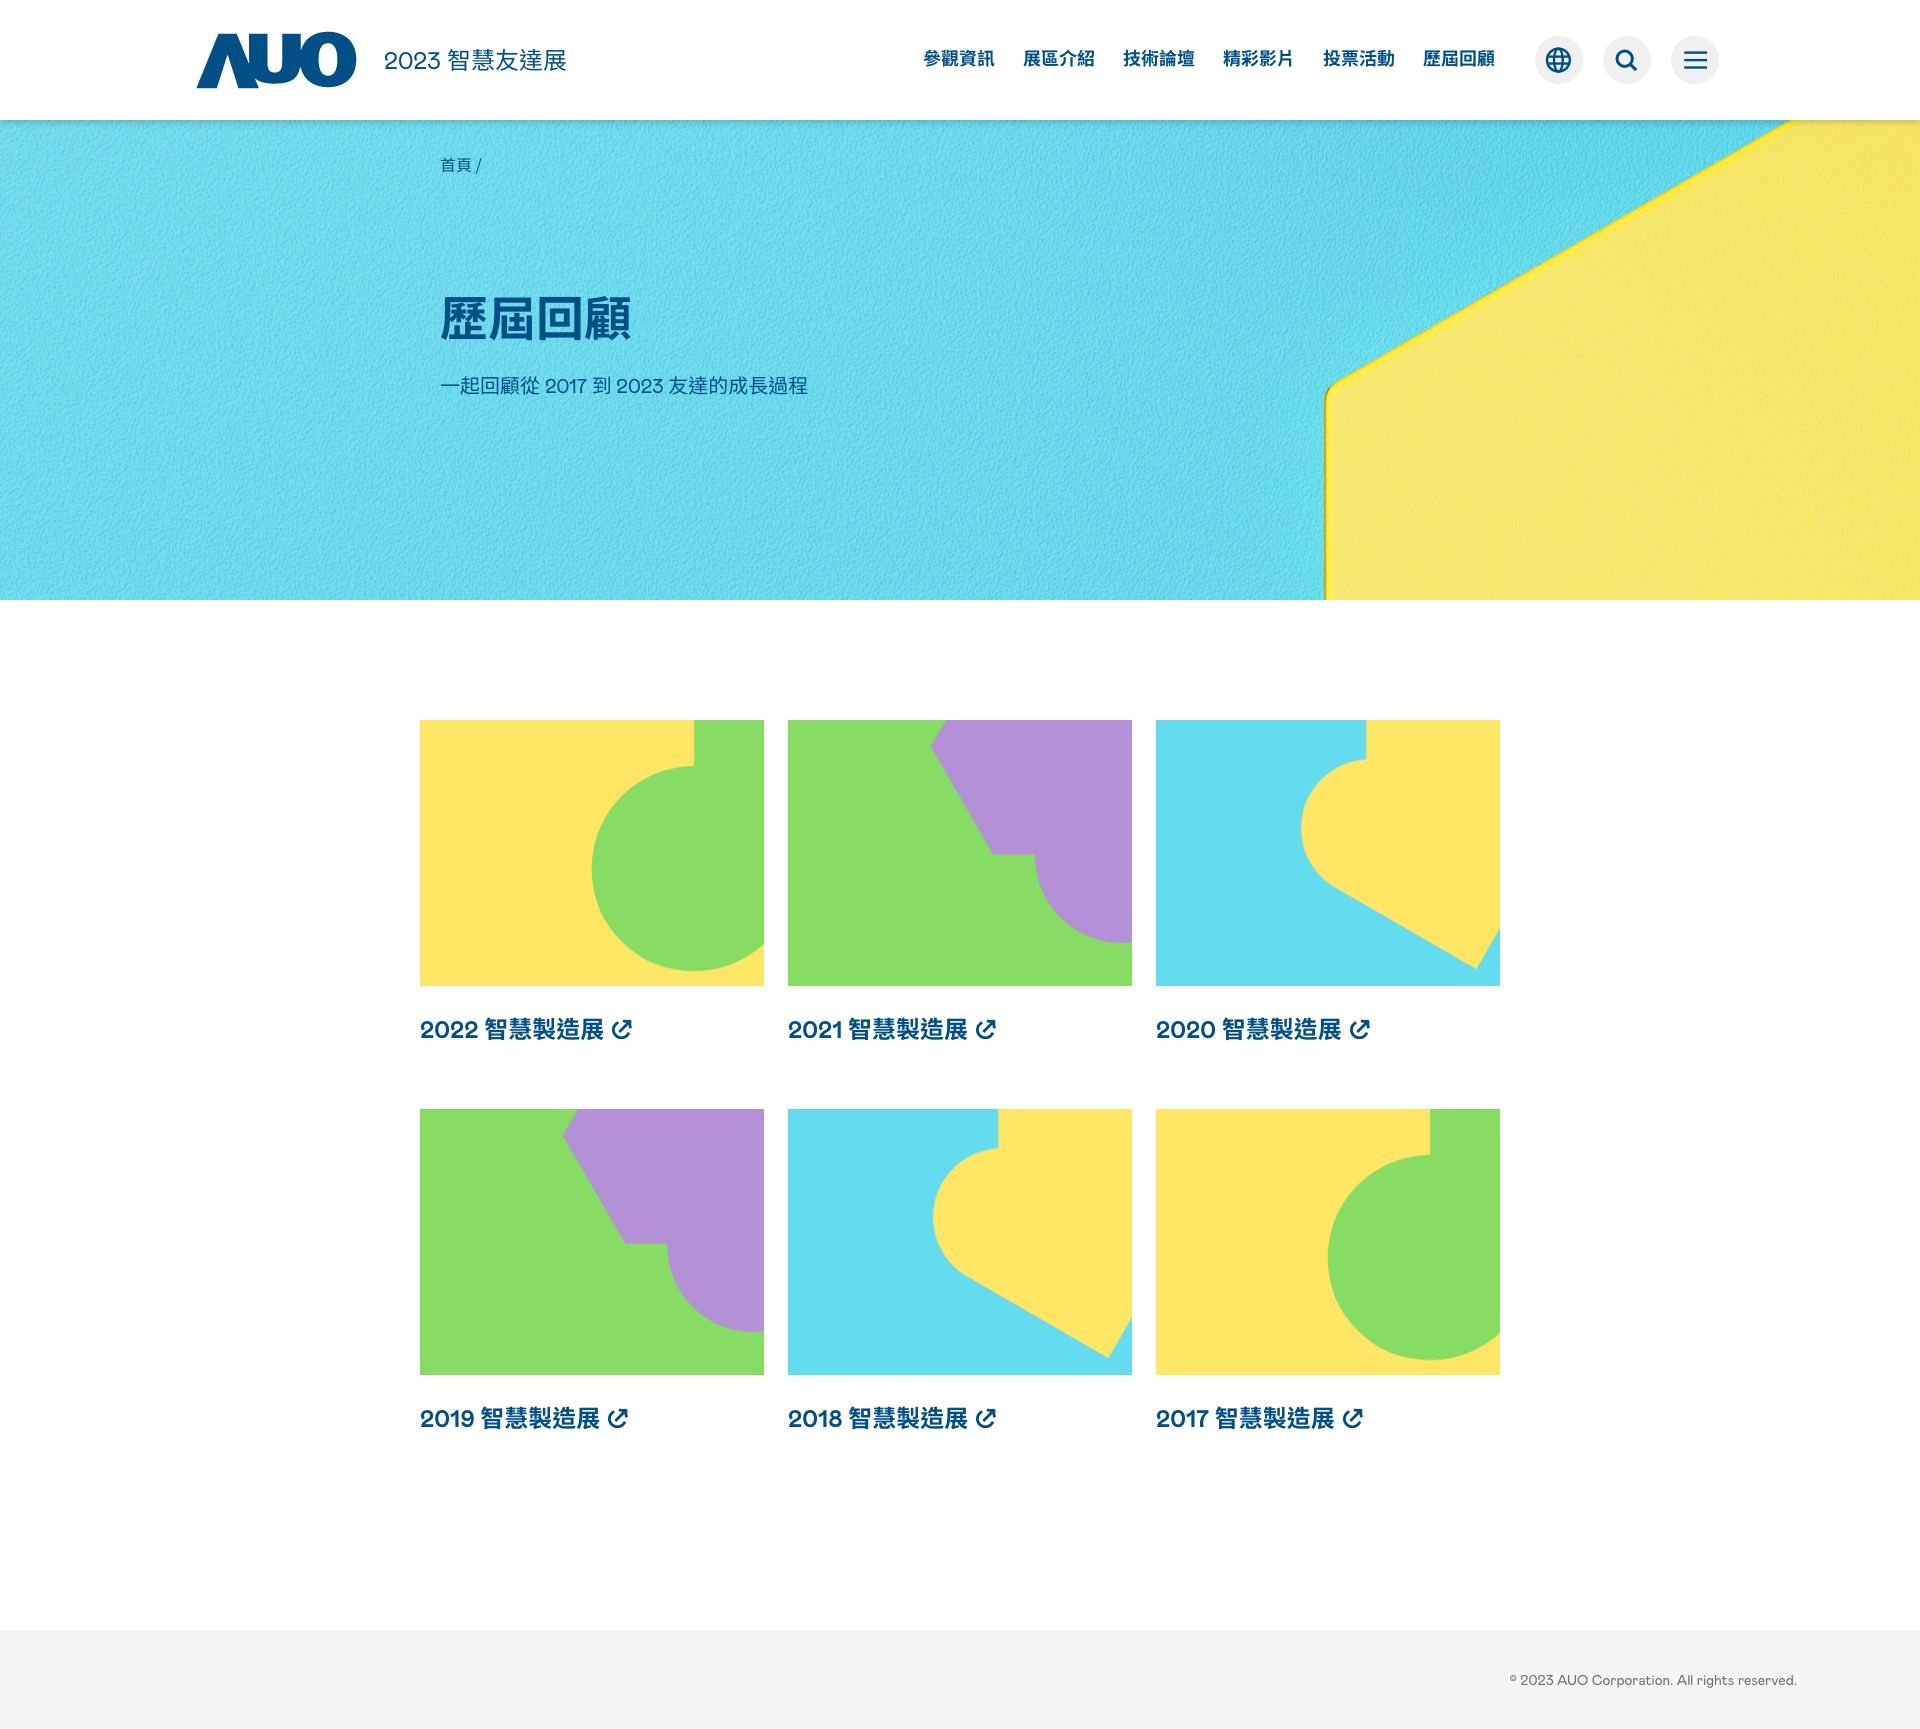 AUO 2023 智慧友達展
參觀資訊 展區介紹 技術論壇 精彩影片 投票活動 歷屆回顧
首頁 /
歷屆回顧
一起回顧從 2017 到 2023 友達的成長過程
2022 智慧製造展
2021 智慧製造展
2020 智慧製造展
2019 智慧製造展
2018 智慧製造展
2017 智慧製造展
© 2023 AUO Corporation. All rights reserved.